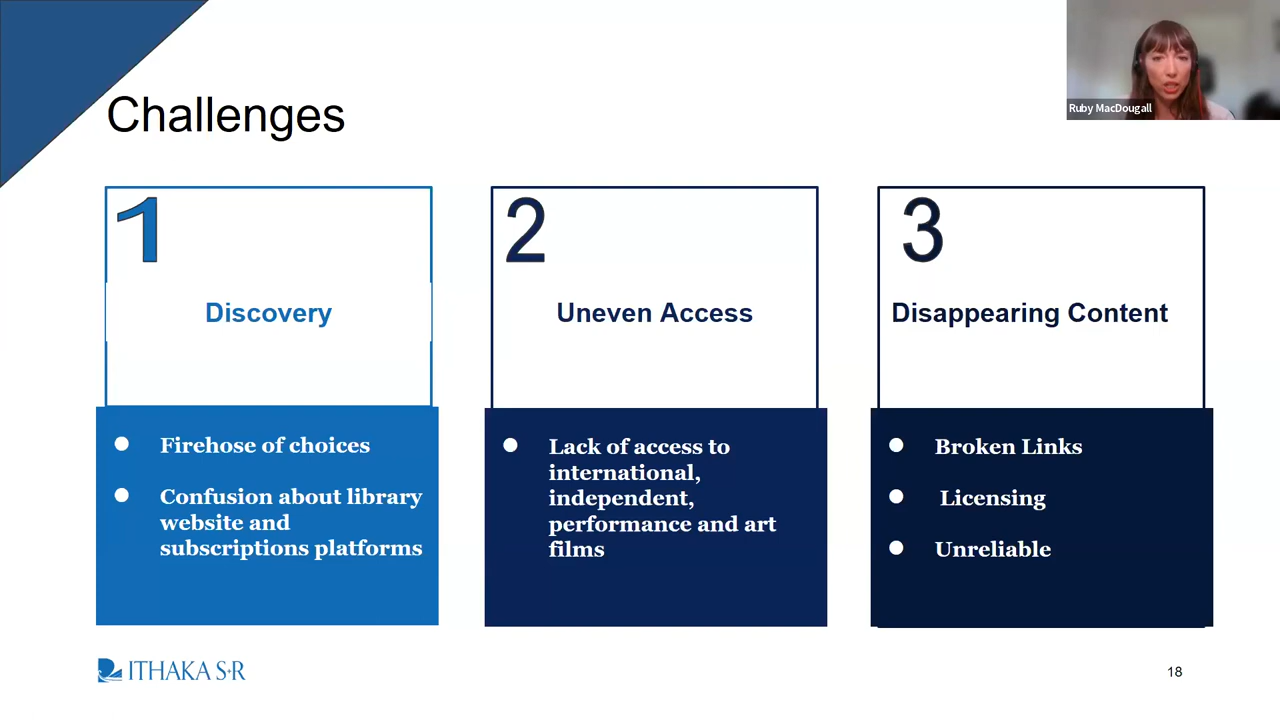 Ruby MacDougall
Challenges
1
Discovery
Firehose of choices
Confusion about library
website and
subscriptions platforms
2
Uneven Access
Lack of access to
international,
independent,
performance and art
films
3
Disappearing Content
Broken Links
Licensing
Unreliable
ITHAKA S+R
18